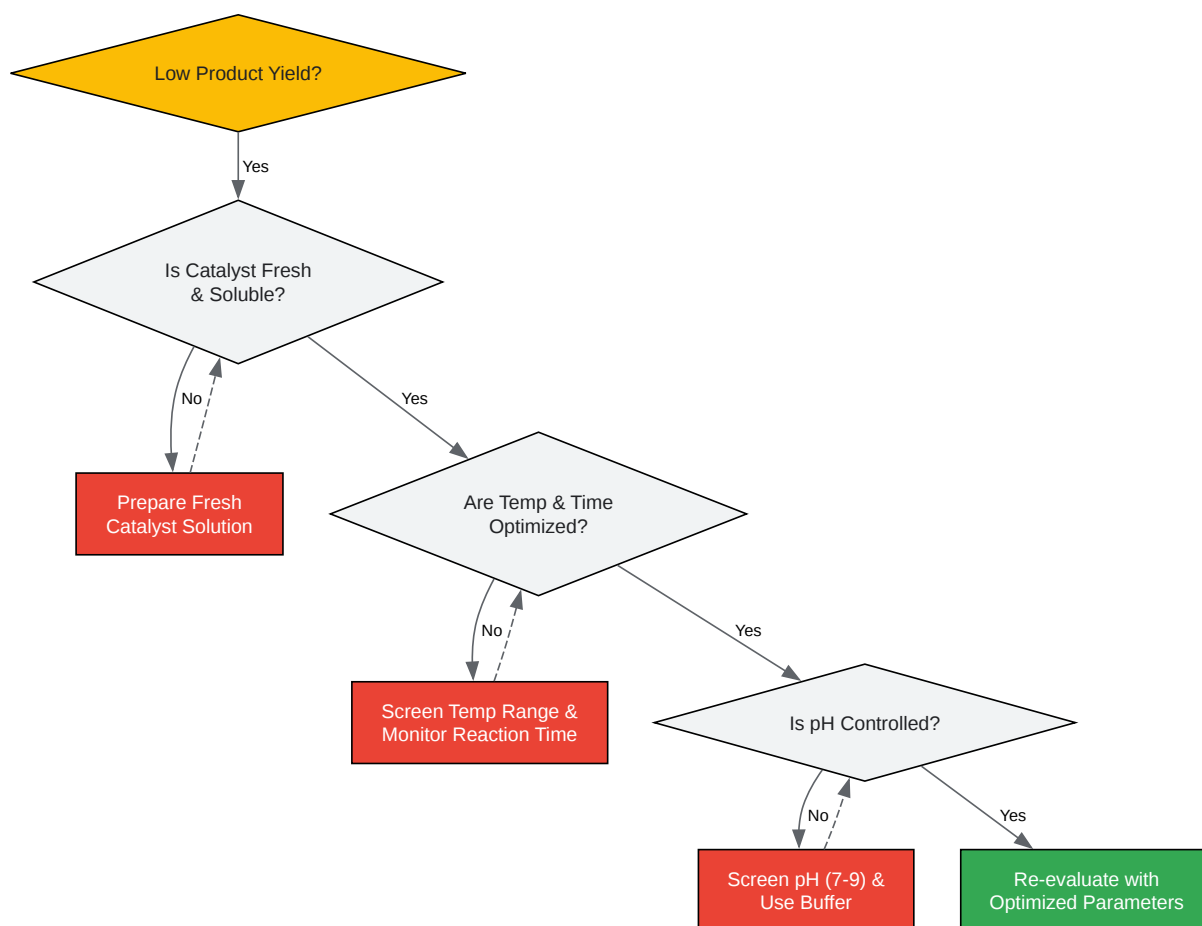 Low Product Yield?
Yes
Is Catalyst Fresh
& Soluble?
No
Yes
Prepare Fresh
Catalyst Solution
Are Temp & Time
Optimized?
No
Yes
Screen Temp Range &
Monitor Reaction Time
Is pH Controlled?
No
Yes
Screen pH (7-9) &
Use Buffer
Re-evaluate with
Optimized Parameters